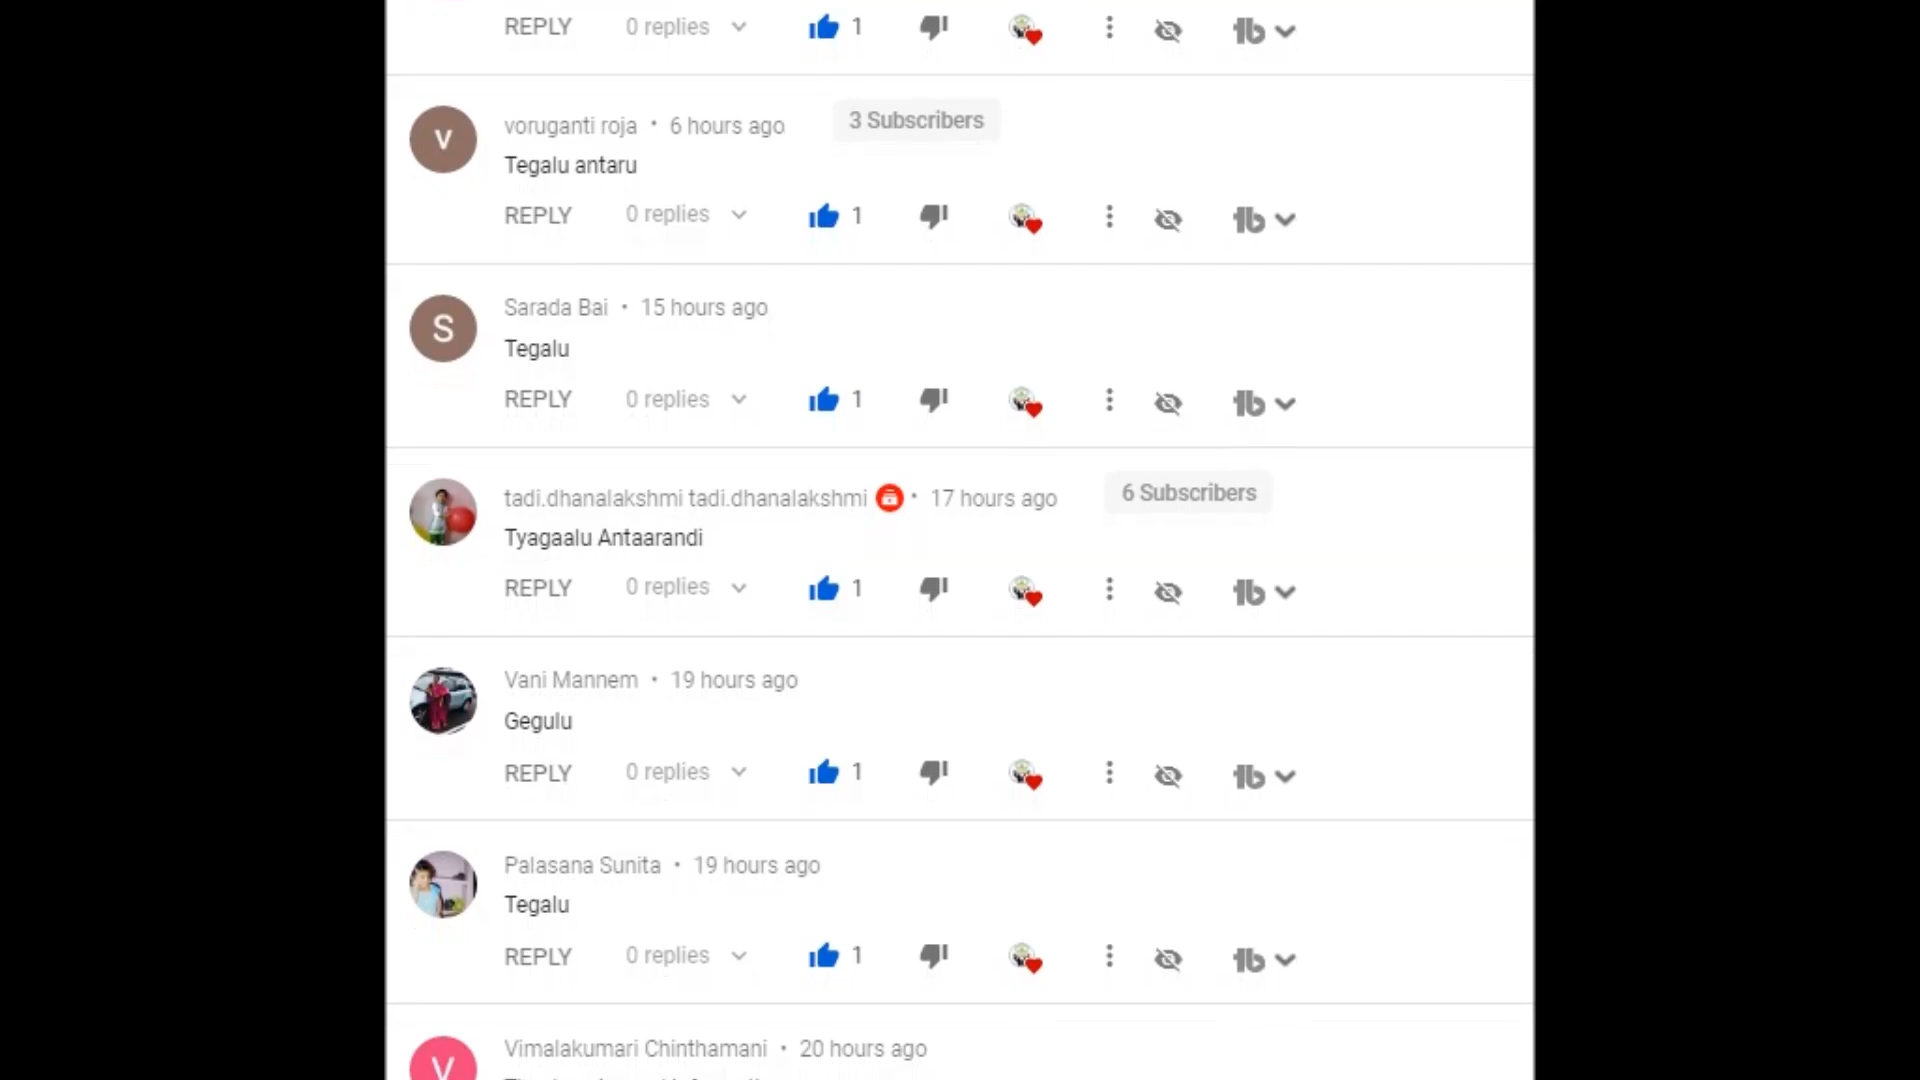 REPLY 0 replies 1
V voruganti roja • 6 hours ago 3 Subscribers
Tegalu antaru
REPLY 0 replies 1
S Sarada Bai • 15 hours ago
Tegalu
REPLY 0 replies 1
tadi.dhanalakshmi tadi.dhanalakshmi • 17 hours ago 6 Subscribers
Tyagaalu Antaarandi
REPLY 0 replies 1
Vani Mannem • 19 hours ago
Gegulu
REPLY 0 replies 1
Palasana Sunita • 19 hours ago
Tegalu
REPLY 0 replies 1
V Vimalakumari Chinthamani • 20 hours ago